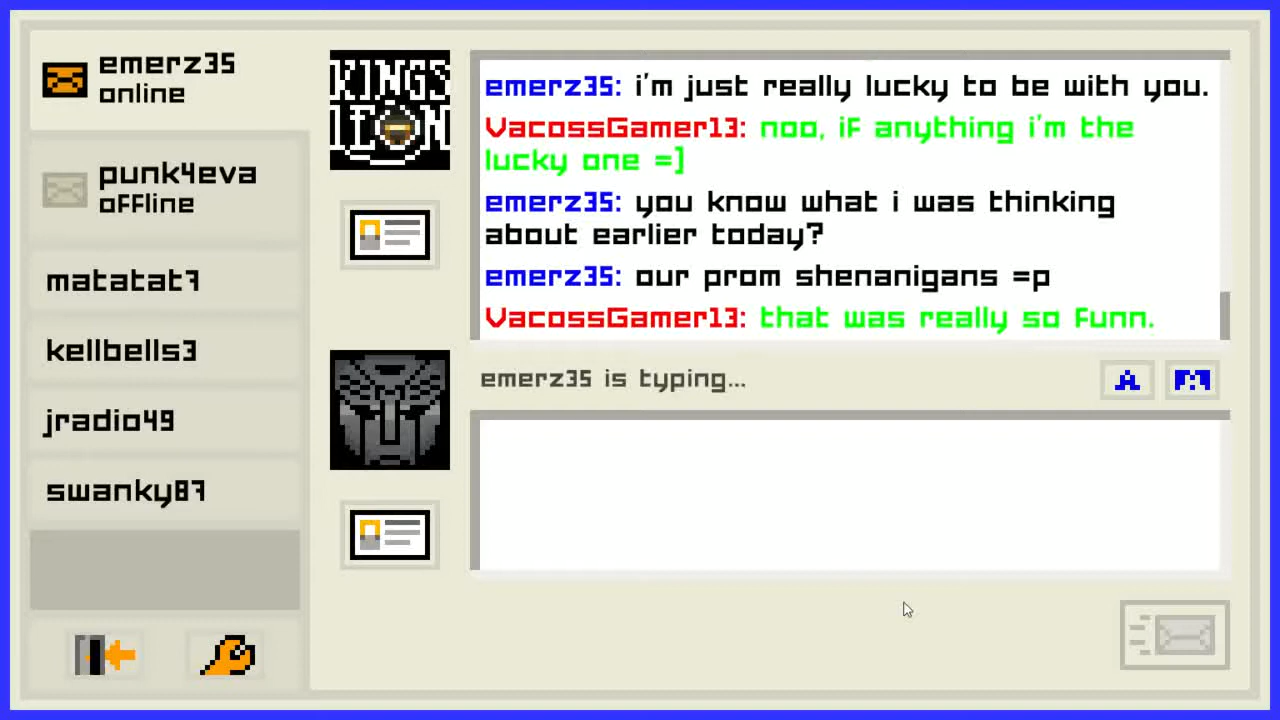 emerz35
online
punk4eva
offline
matatat7
kellbells3
jradio49
swanky87
KINGS
LEON
emerz35: i'm just really lucky to be with you.
VacossGamer13: noo, if anything i'm the
lucky one =]
emerz35: you know what i was thinking
about earlier today?
emerz35: our prom shenanigans =p
VacossGamer13: that was really so funn.
emerz35 is typing...
A